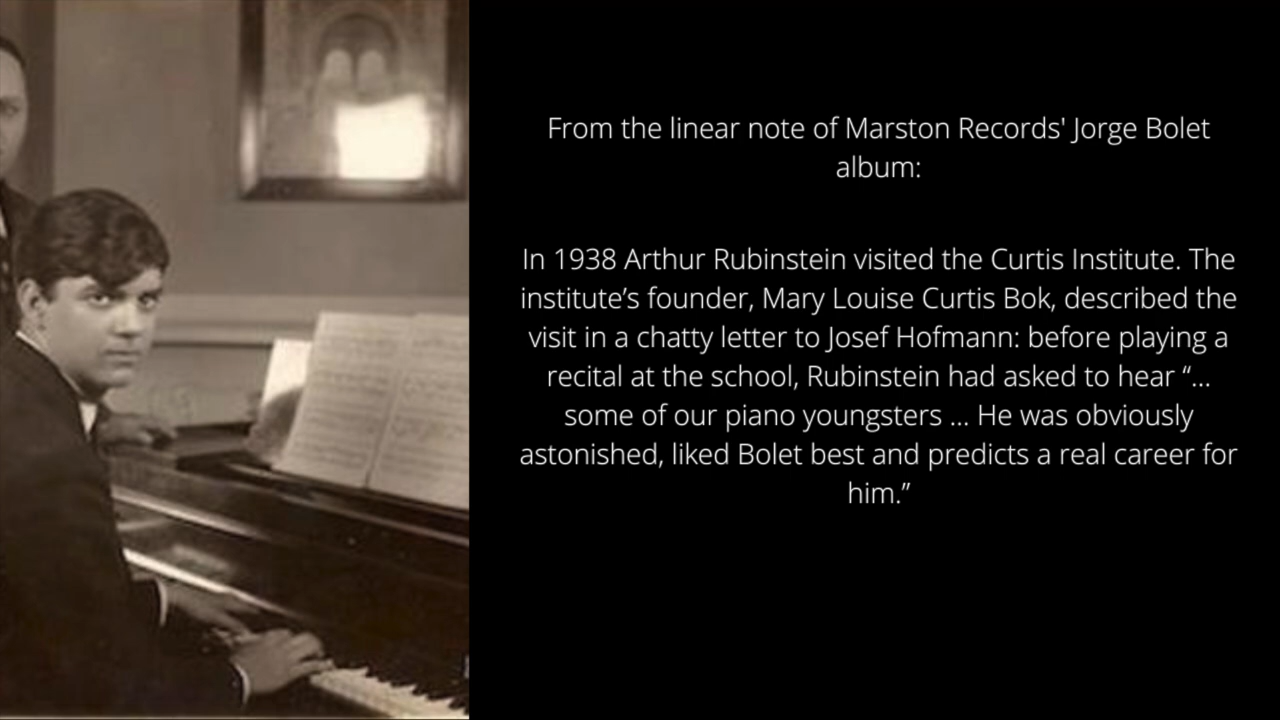 From the linear note of Marston Records' Jorge Bolet
album:
In 1938 Arthur Rubinstein visited the Curtis Institute. The
institute’s founder, Mary Louise Curtis Bok, described the
visit in a chatty letter to Josef Hofmann: before playing a
recital at the school, Rubinstein had asked to hear “...
some of our piano youngsters ... He was obviously
astonished, liked Bolet best and predicts a real career for
him.”